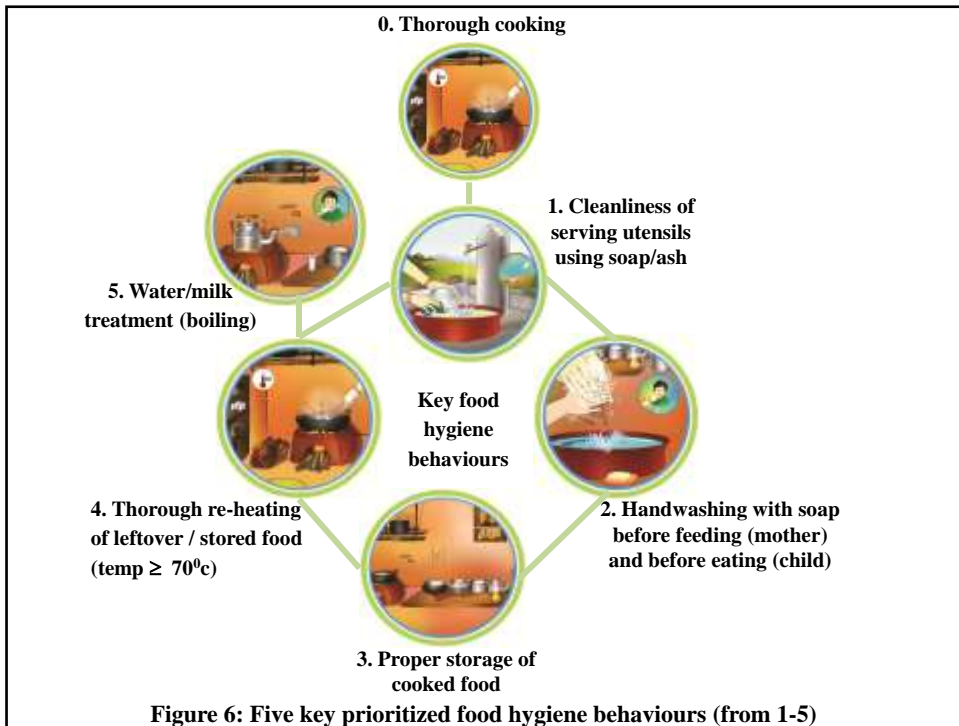 0. Thorough cooking
1. Cleanliness of
serving utensils
using soap/ash
5. Water/milk
treatment (boiling)
Key food
hygiene
behaviours
4. Thorough re-heating
of leftover / stored food
(temp ≥ 70⁰c)
2. Handwashing with soap
before feeding (mother)
and before eating (child)
3. Proper storage of
cooked food
Figure 6: Five key prioritized food hygiene behaviours (from 1-5)